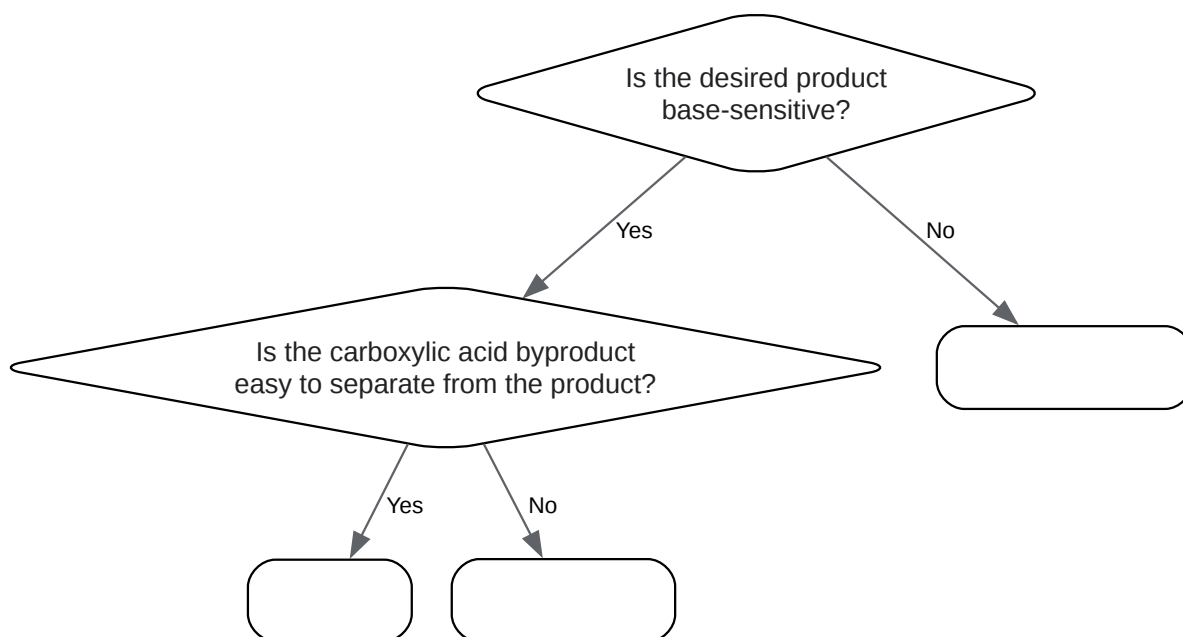 Is the desired product
base-sensitive?
Yes
No
Is the carboxylic acid byproduct
easy to separate from the product?
Yes
No